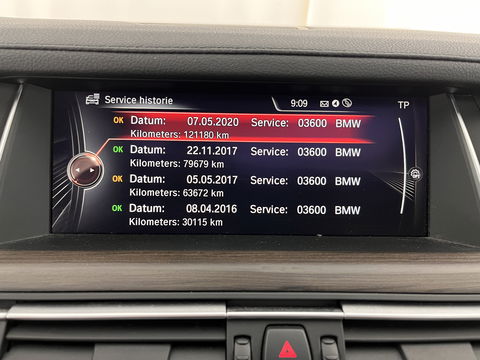 Service historie 9:09 TP
OK Datum: 07.05.2020 Service: 03600 BMW
Kilometers: 121180 km
OK Datum: 22.11.2017 Service: 03600 BMW
Kilometers: 79679 km
OK Datum: 05.05.2017 Service: 03600 BMW
Kilometers: 63672 km
OK Datum: 08.04.2016 Service: 03600 BMW
Kilometers: 30115 km